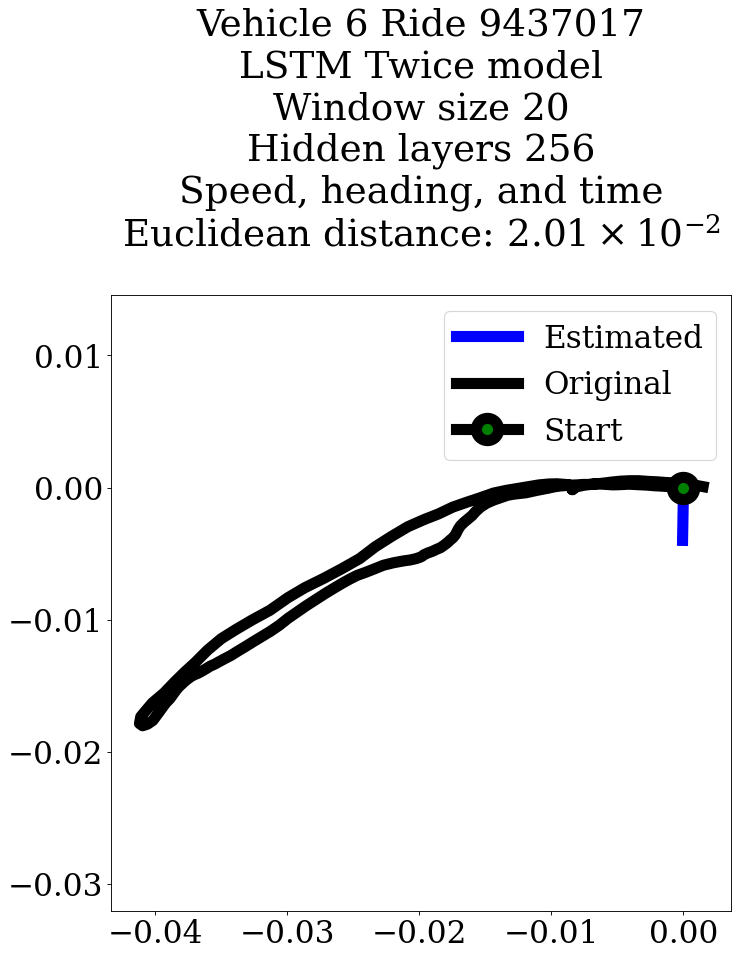 Vehicle 6 Ride 9437017
LSTM Twice model
Window size 20
Hidden layers 256
Speed, heading, and time
Euclidean distance: 2.01 × 10⁻²
Estimated
Original
Start
0.01
0.00
−0.01
−0.02
−0.03
−0.04 −0.03 −0.02 −0.01 0.00